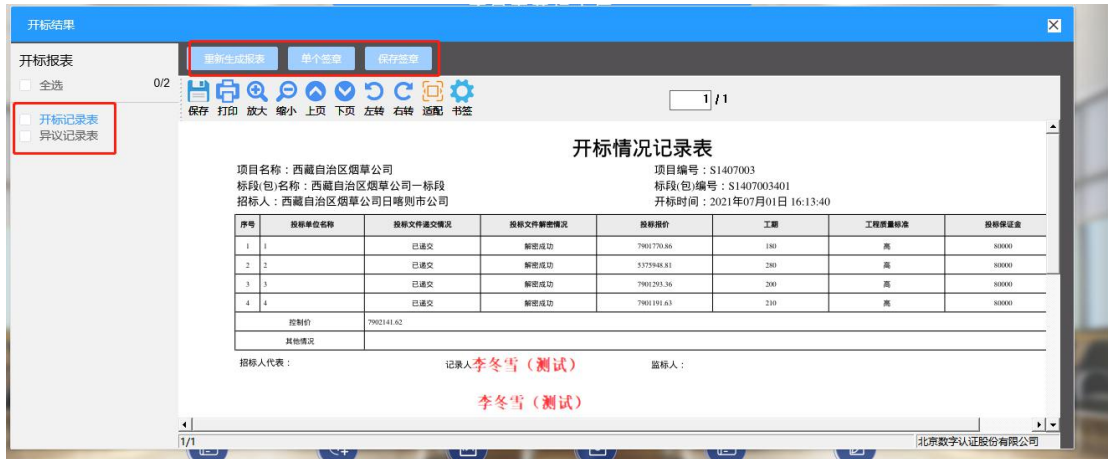 开标结果
开标报表
全选 0/2
开标记录表
异议记录表
重新生成报表 单个签章 保存签章
保存 打印 放大 缩小 上页 下页 左转 右转 适配 书签
1 / 1
开标情况记录表
项目名称：西藏自治区烟草公司 项目编号：S1407003
标段(包)名称：西藏自治区烟草公司一标段 标段(包)编号：S1407003401
招标人：西藏自治区烟草公司日喀则市公司 开标时间：2021年07月01日 16:13:40
序号 投标单位名称 投标文件递交情况 投标文件解密情况 投标报价 工期 工程质量标准 投标保证金
1 1 已递交 解密成功 7901770.86 180 高 80000
2 2 已递交 解密成功 5375948.81 280 高 80000
3 3 已递交 解密成功 7901293.36 200 高 80000
4 4 已递交 解密成功 7901191.63 210 高 80000
控制价 7902141.62
其他情况
招标人代表： 记录人 李冬雪（测试） 监标人：
李冬雪（测试）
1/1 北京数字认证股份有限公司